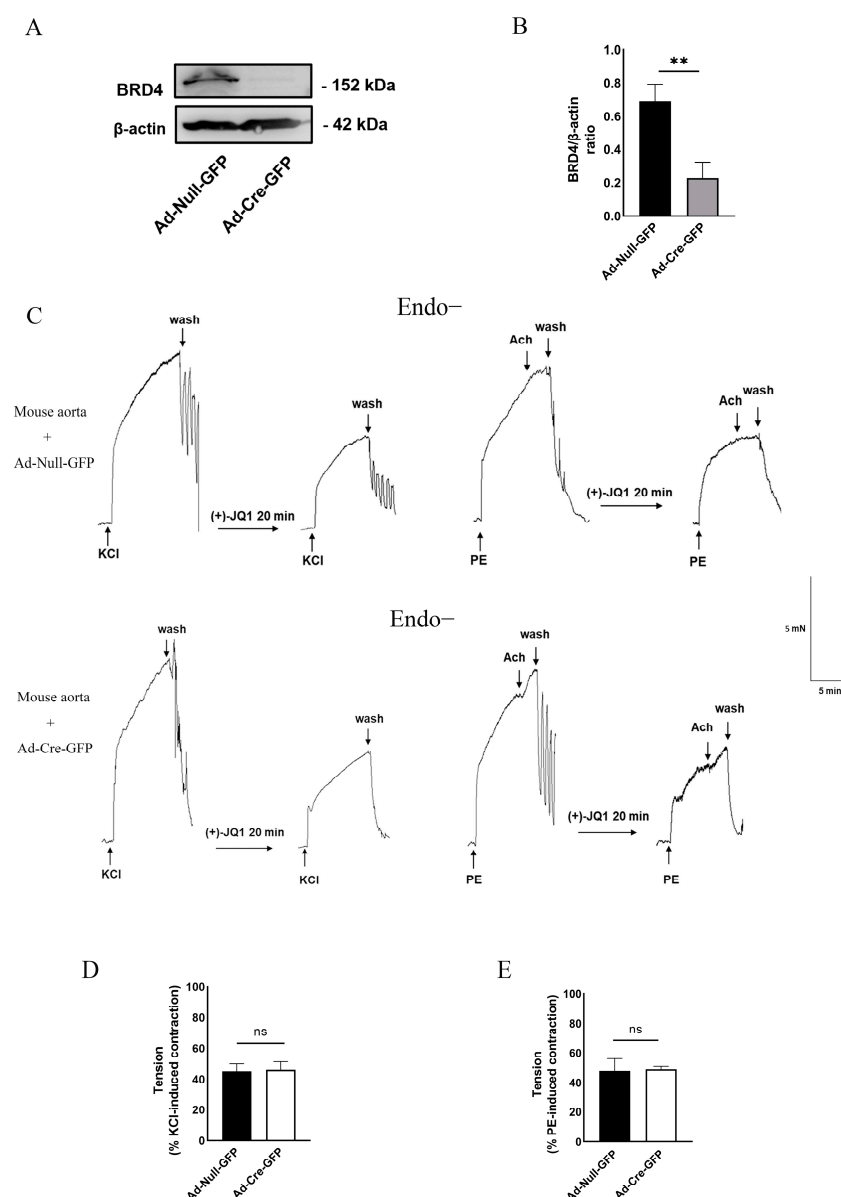 A
BRD4
- 152 kDa
β-actin
- 42 kDa
Ad-Null-GFP
Ad-Cre-GFP
B
BRD4/β-actin
ratio
1.0
0.8
0.6
0.4
0.2
0.0
**
Ad-Null-GFP
Ad-Cre-GFP
C
Endo−
Mouse aorta
+
Ad-Null-GFP
wash
KCl
(+)-JQ1 20 min
wash
KCl
Ach
wash
PE
(+)-JQ1 20 min
Ach
wash
PE
Endo−
5 mN
5 min
Mouse aorta
+
Ad-Cre-GFP
wash
KCl
(+)-JQ1 20 min
wash
KCl
Ach
wash
PE
(+)-JQ1 20 min
Ach
wash
PE
D
Tension
(% KCl-induced contraction)
100
80
60
40
20
0
ns
Ad-Null-GFP
Ad-Cre-GFP
E
Tension
(% PE-induced contraction)
100
80
60
40
20
0
ns
Ad-Null-GFP
Ad-Cre-GFP